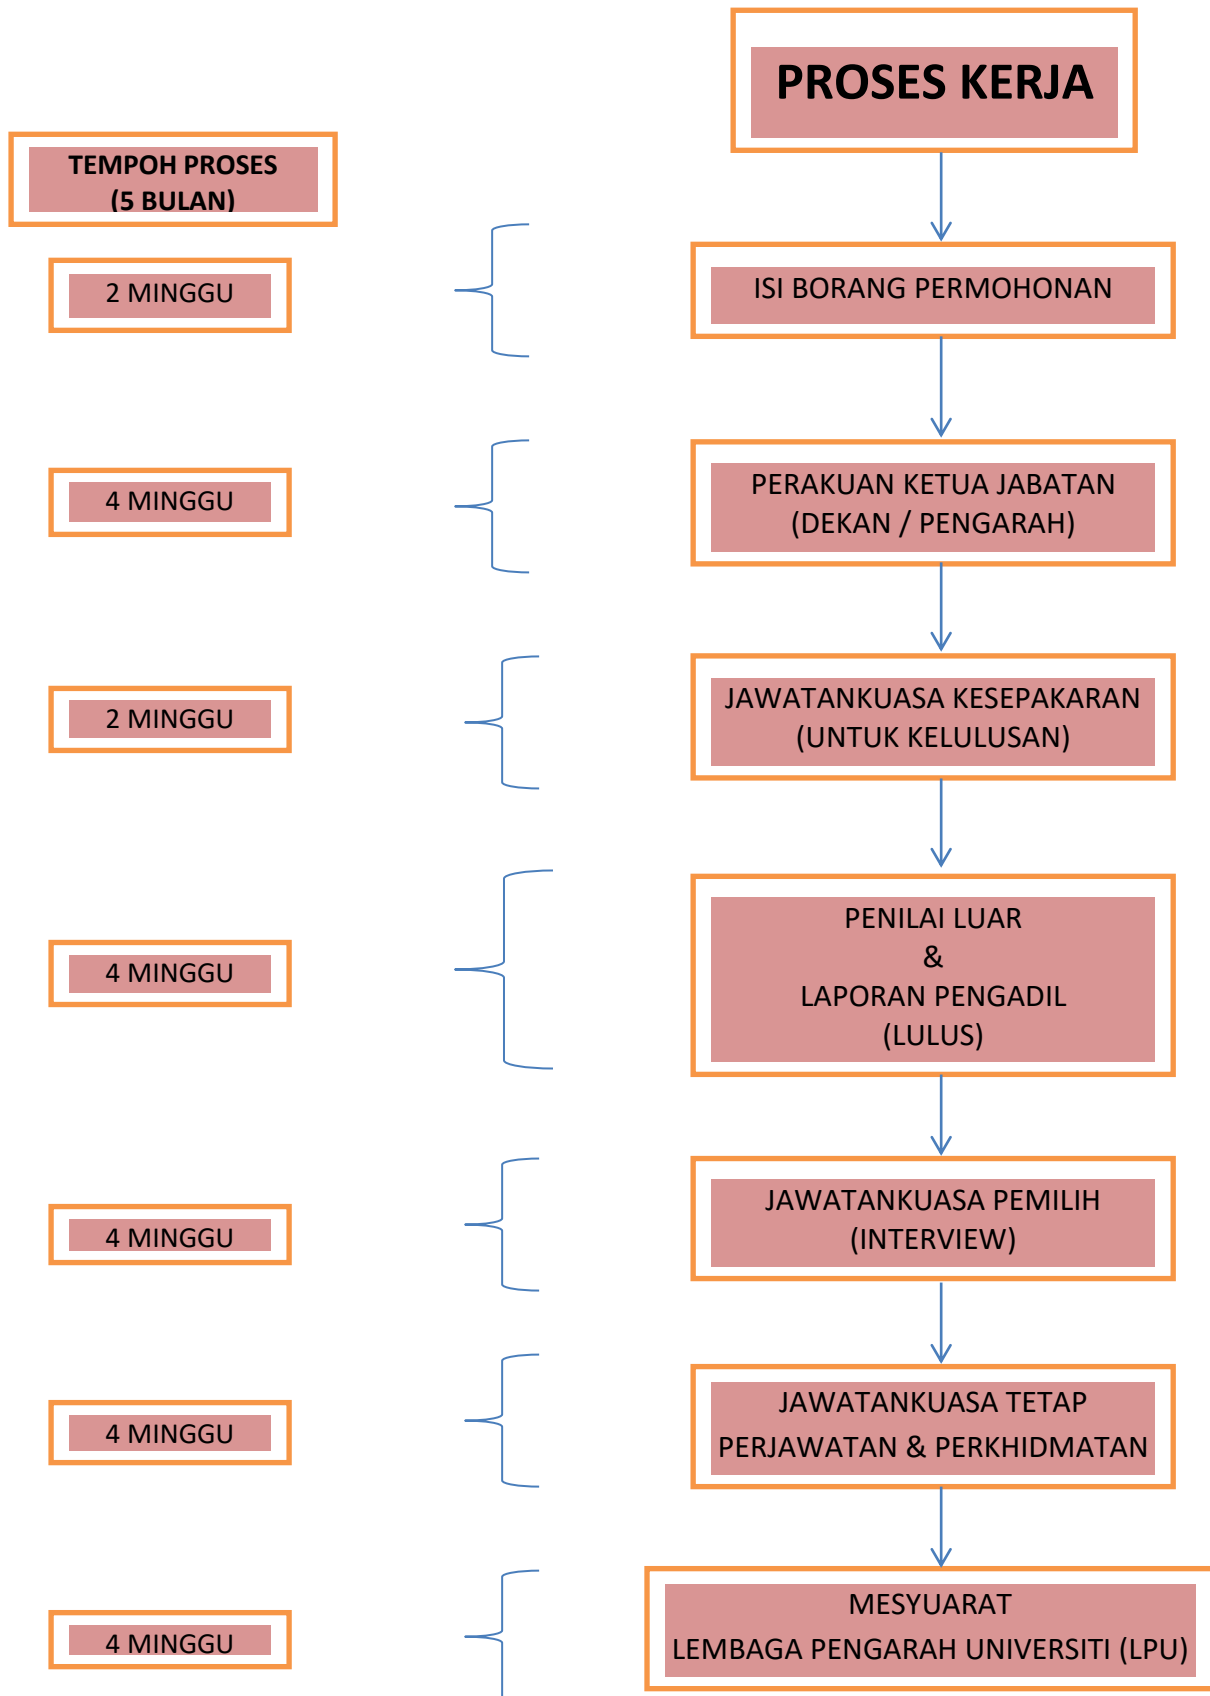 PROSES KERJA
TEMPOH PROSES
(5 BULAN)
2 MINGGU
ISI BORANG PERMOHONAN
4 MINGGU
PERAKUAN KETUA JABATAN
(DEKAN / PENGARAH)
2 MINGGU
JAWATANKUASA KESEPAKARAN
(UNTUK KELULUSAN)
4 MINGGU
PENILAI LUAR
&
LAPORAN PENGADIL
(LULUS)
4 MINGGU
JAWATANKUASA PEMILIH
(INTERVIEW)
4 MINGGU
JAWATANKUASA TETAP
PERJAWATAN & PERKHIDMATAN
4 MINGGU
MESYUARAT
LEMBAGA PENGARAH UNIVERSITI (LPU)